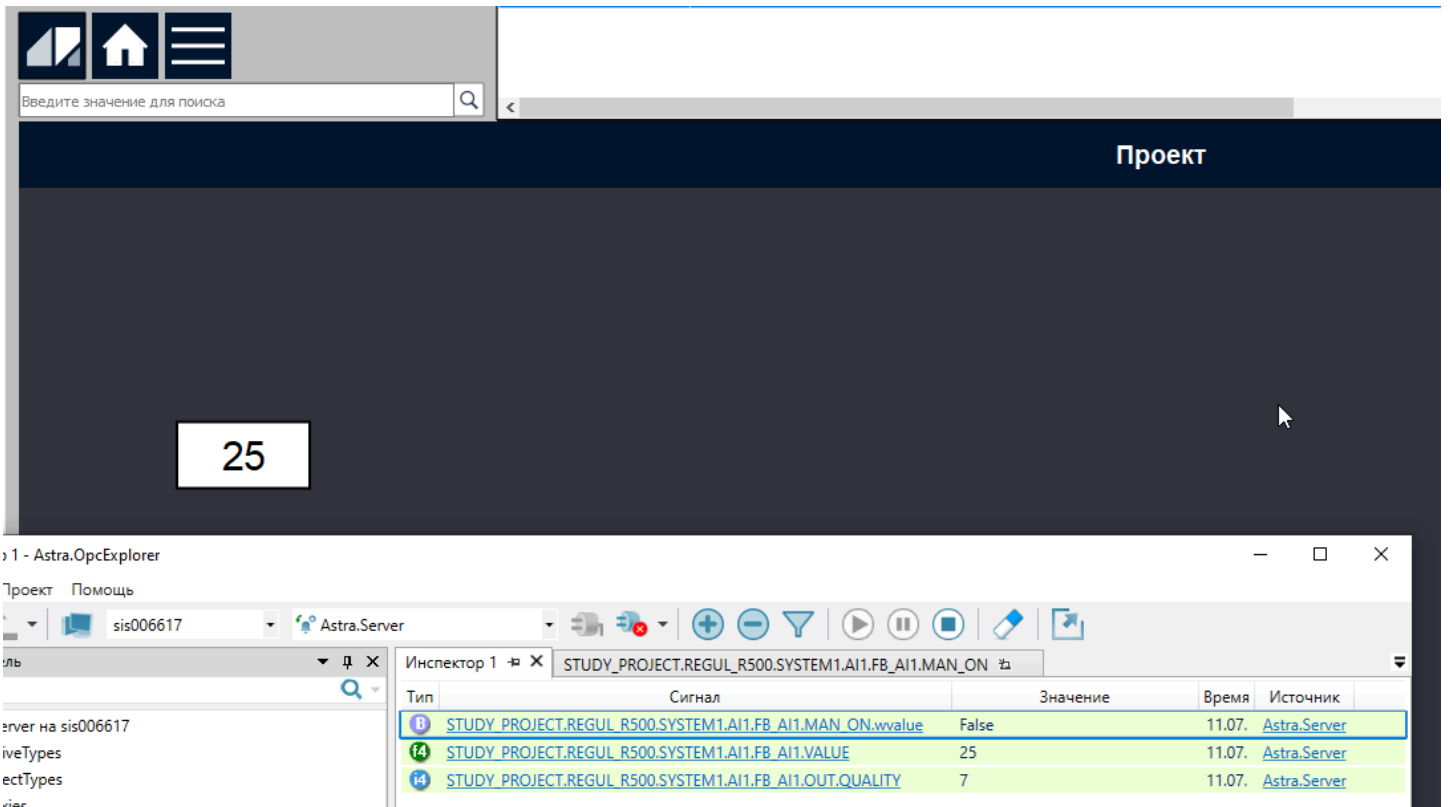 Введите значение для поиска
Проект
25
1 - Astra.OpcExplorer
Проект Помощь
sis006617 Astra.Server
Инспектор 1 STUDY_PROJECT.REGUL_R500.SYSTEM1.AI1.FB_AI1.MAN_ON
Тип Сигнал Значение Время Источник
B STUDY_PROJECT.REGUL_R500.SYSTEM1.AI1.FB_AI1.MAN_ON.wvalue False 11.07. Astra.Server
f4 STUDY_PROJECT.REGUL_R500.SYSTEM1.AI1.FB_AI1.VALUE 25 11.07. Astra.Server
i4 STUDY_PROJECT.REGUL_R500.SYSTEM1.AI1.FB_AI1.OUT.QUALITY 7 11.07. Astra.Server
erver на sis006617
iveTypes
ectTypes